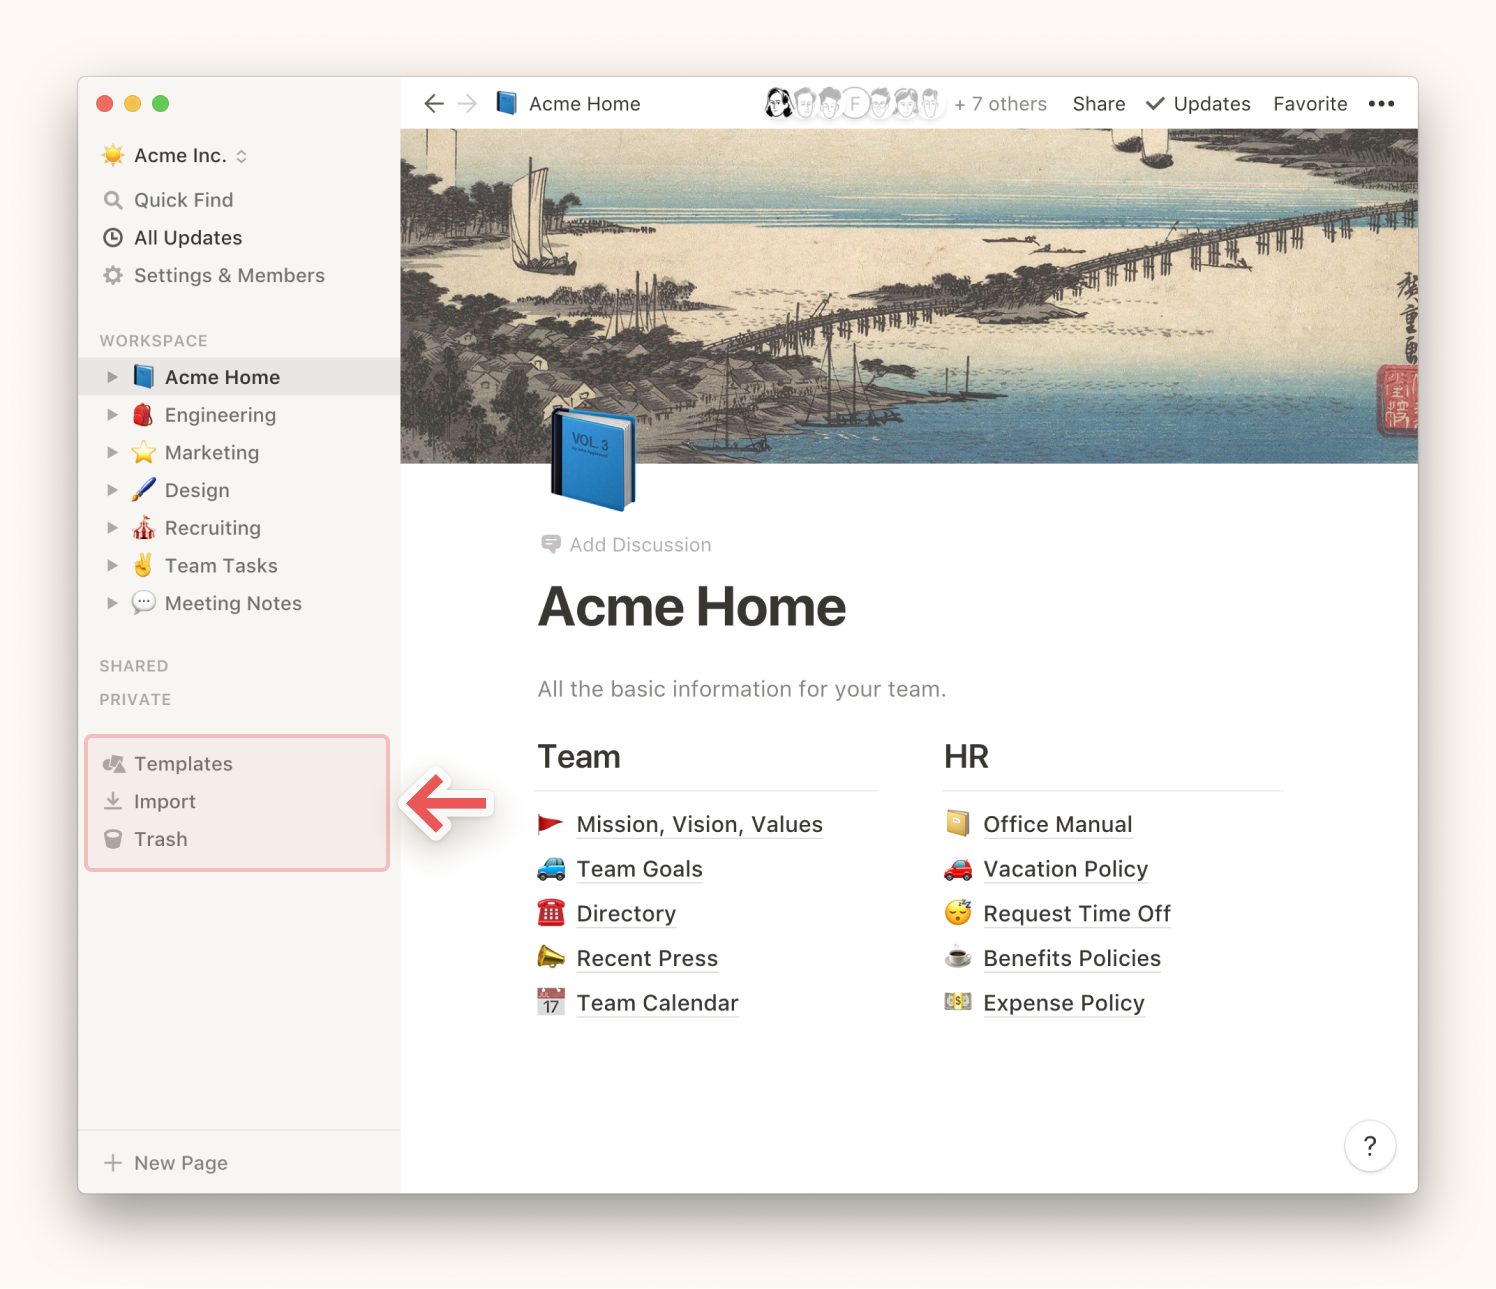 Acme Home
F
+ 7 others
Share
Updates
Favorite
Acme Inc.
Quick Find
All Updates
Settings & Members
WORKSPACE
Acme Home
Engineering
Marketing
Design
Recruiting
Team Tasks
Meeting Notes
SHARED
PRIVATE
Templates
Import
Trash
New Page
VOL. 3
Add Discussion
Acme Home
All the basic information for your team.
Team
Mission, Vision, Values
Team Goals
Directory
Recent Press
17
Team Calendar
HR
Office Manual
Vacation Policy
Request Time Off
Benefits Policies
Expense Policy
?